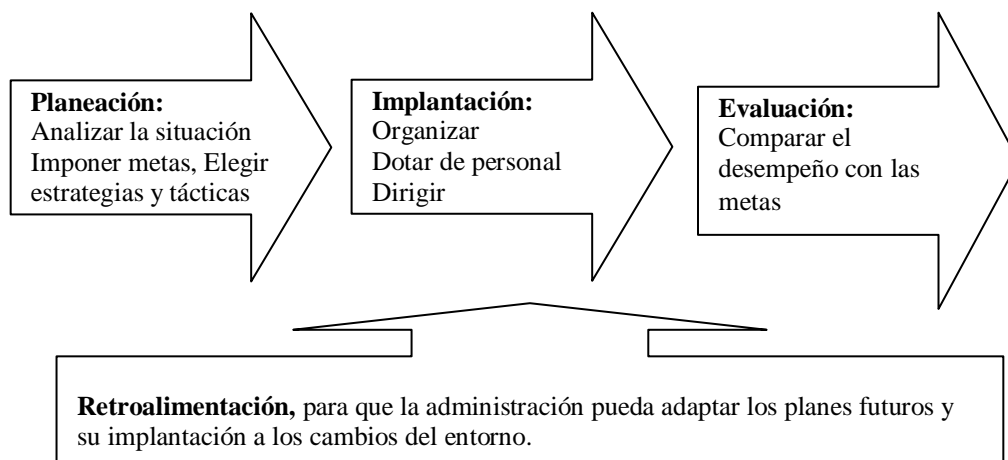 Planeación:
Analizar la situación
Imponer metas, Elegir
estrategias y tácticas
Implantación:
Organizar
Dotar de personal
Dirigir
Evaluación:
Comparar el
desempeño con las
metas
Retroalimentación, para que la administración pueda adaptar los planes futuros y
su implantación a los cambios del entorno.